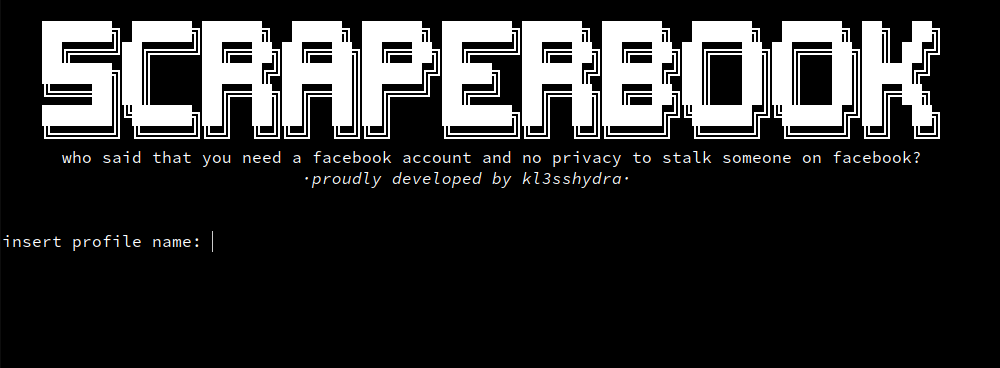 SCRAPERBOOK
who said that you need a facebook account and no privacy to stalk someone on facebook?
·proudly developed by kl3sshydra·
insert profile name: